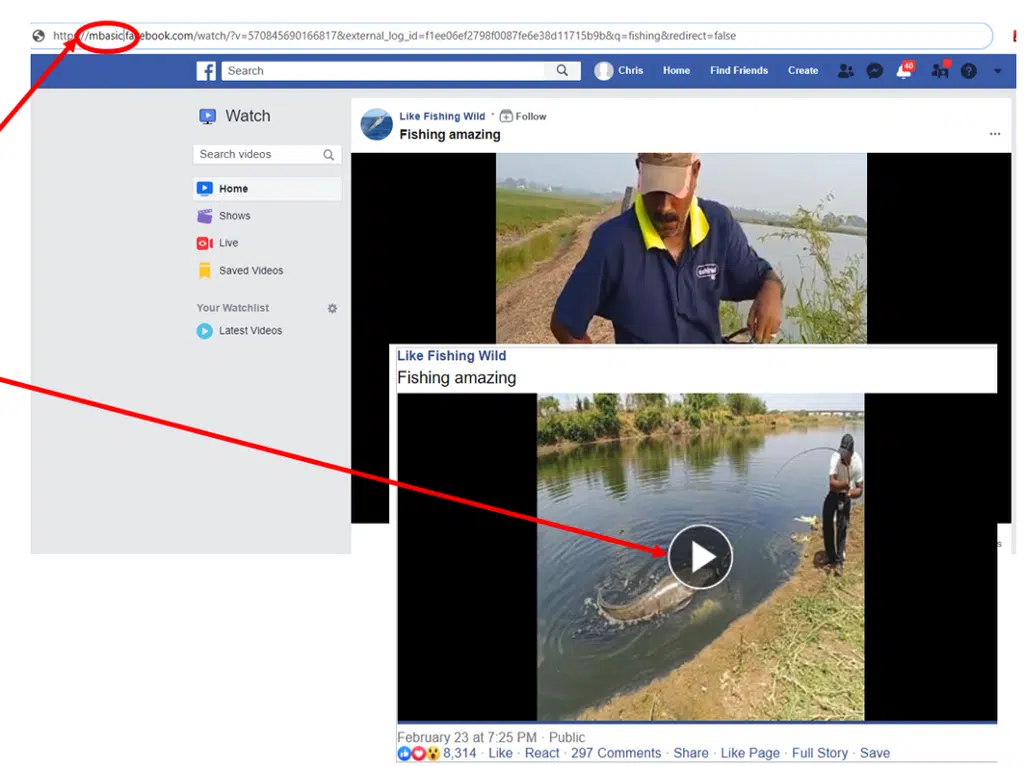 http://mbasic.facebook.com/watch/?v=570845690166817&external_log_id=f1ee06ef2798f0087fe6e38d11715b9b&q=fishing&redirect=false
Search Chris Home Find Friends Create 40
Watch
Search videos
Home
Shows
Live
Saved Videos
Your Watchlist
Latest Videos
Like Fishing Wild · Follow
Fishing amazing
Like Fishing Wild
Fishing amazing
February 23 at 7:25 PM · Public
8,314 · Like · React · 297 Comments · Share · Like Page · Full Story · Save